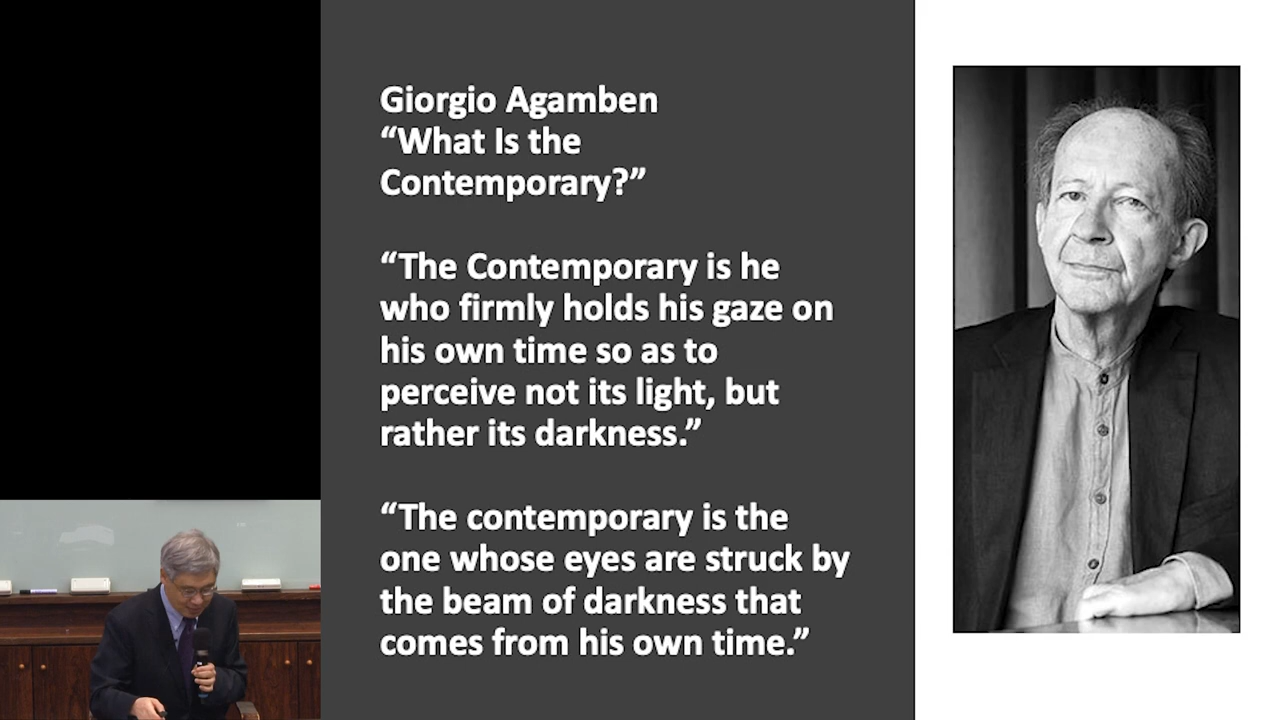 Giorgio Agamben
“What Is the
Contemporary?”
“The Contemporary is he
who firmly holds his gaze on
his own time so as to
perceive not its light, but
rather its darkness.”
“The contemporary is the
one whose eyes are struck by
the beam of darkness that
comes from his own time.”